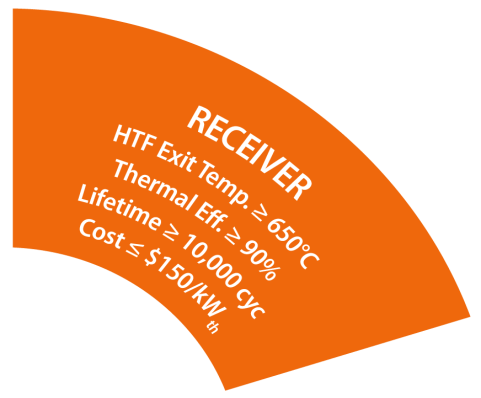 RECEIVER
HTF Exit Temp. ≥ 650°C
Thermal Eff. ≥ 90%
Lifetime ≥ 10,000 cyc
Cost ≤ $150/kWth